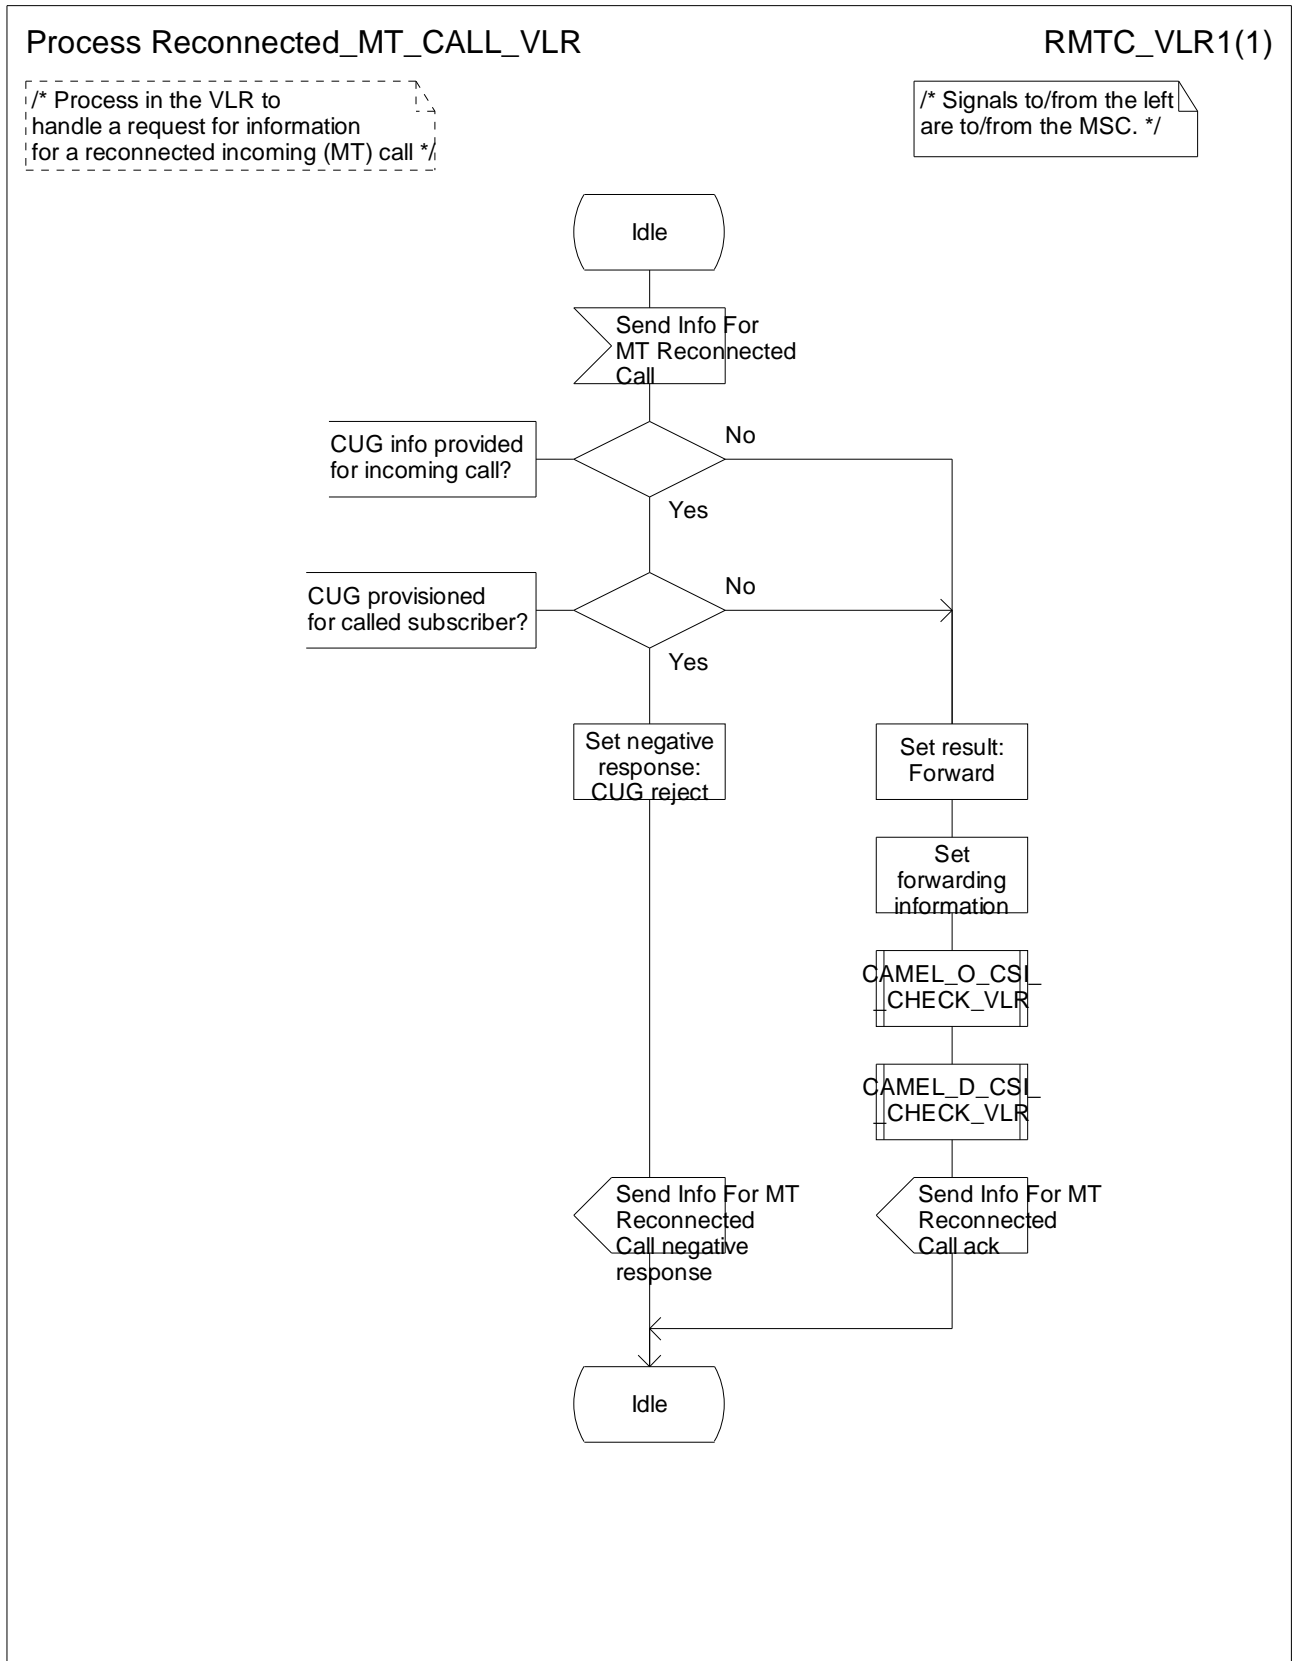 Process Reconnected_MT_CALL_VLR
RMTC_VLR1(1)
/* Process in the VLR to
handle a request for information
for a reconnected incoming (MT) call */
/* Signals to/from the left
are to/from the MSC. */
Idle
Send Info For
MT Reconnected
Call
CUG info provided
for incoming call?
No
Yes
CUG provisioned
for called subscriber?
No
Yes
Set negative
response:
CUG reject
Set result:
Forward
Set
forwarding
information
CAMEL_O_CSI_
_CHECK_VLR
CAMEL_D_CSI_
_CHECK_VLR
Send Info For MT
Reconnected
Call negative
response
Send Info For MT
Reconnected
Call ack
Idle